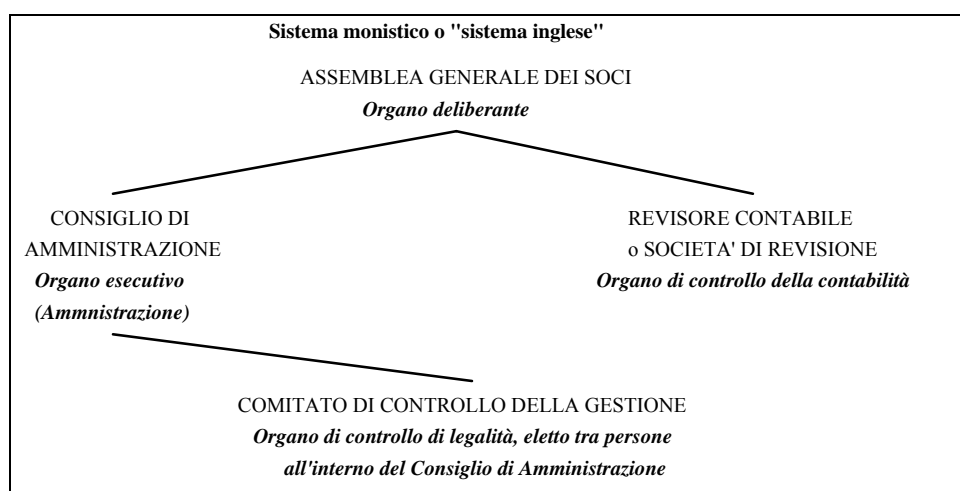 Sistema monistico o "sistema inglese"
ASSEMBLEA GENERALE DEI SOCI
Organo deliberante
CONSIGLIO DI
AMMINISTRAZIONE
Organo esecutivo
(Ammnistrazione)
REVISORE CONTABILE
o SOCIETA' DI REVISIONE
Organo di controllo della contabilità
COMITATO DI CONTROLLO DELLA GESTIONE
Organo di controllo di legalità, eletto tra persone
all'interno del Consiglio di Amministrazione